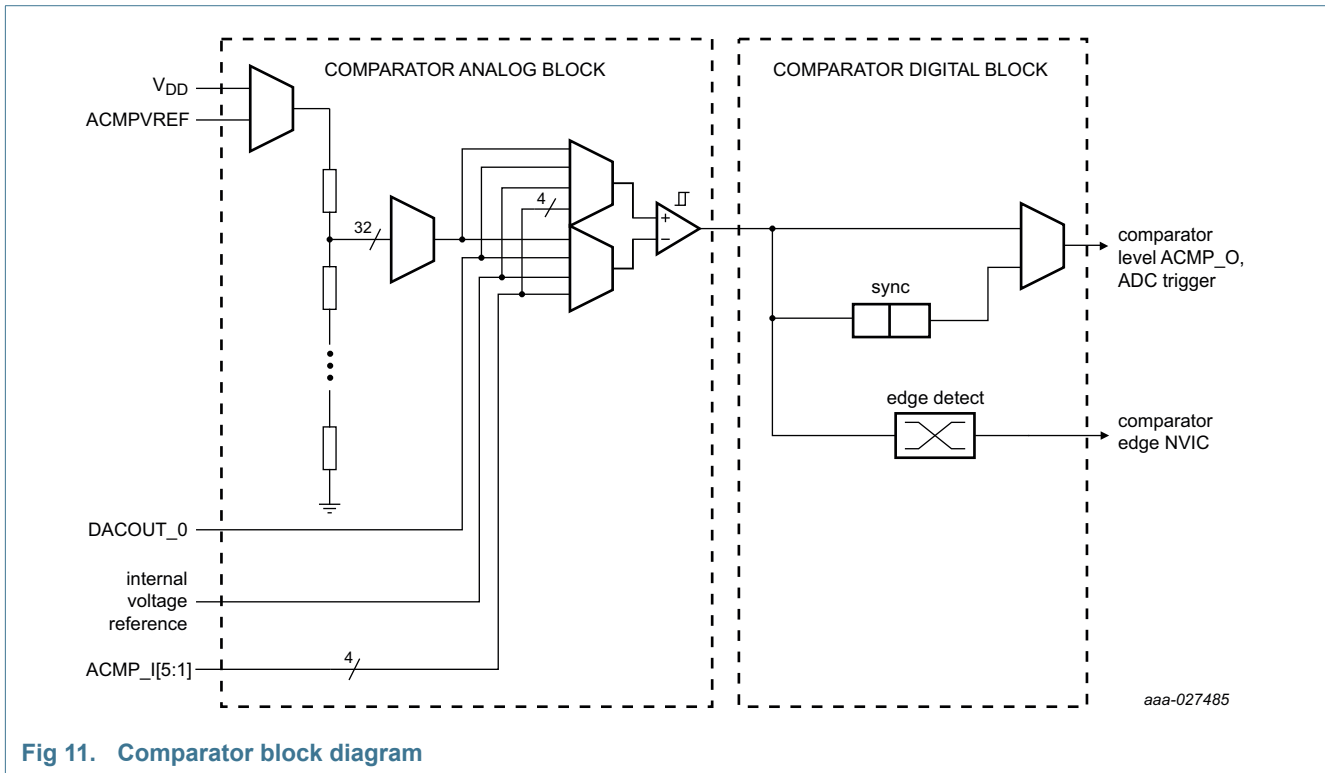 COMPARATOR ANALOG BLOCK
COMPARATOR DIGITAL BLOCK
VDD
ACMPVREF
32
4
+
−
sync
comparator
level ACMP_O,
ADC trigger
edge detect
comparator
edge NVIC
DACOUT_0
internal
voltage
reference
ACMP_I[5:1]
4
aaa-027485
Fig 11. Comparator block diagram